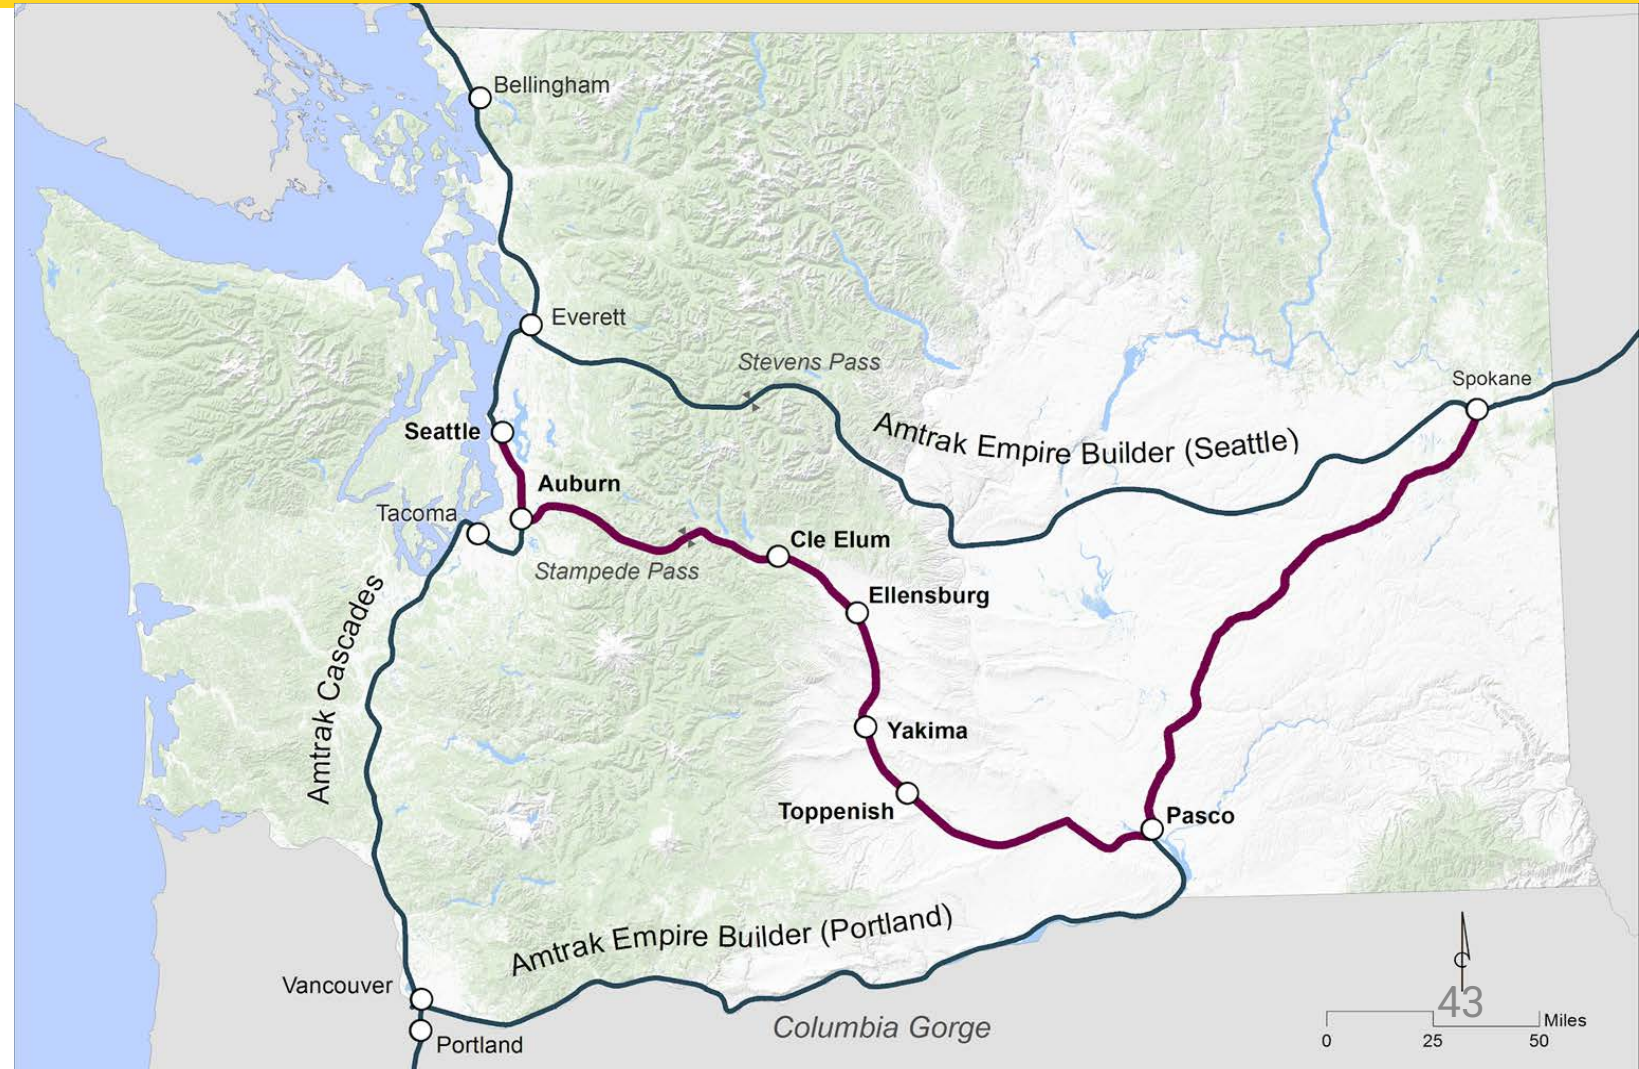 Bellingham
Everett
Stevens Pass
Spokane
Amtrak Empire Builder (Seattle)
Seattle
Auburn
Tacoma
Cle Elum
Stampede Pass
Ellensburg
Amtrak Cascades
Yakima
Toppenish
Pasco
Amtrak Empire Builder (Portland)
Vancouver
Columbia Gorge
Portland
43
Miles
0 25 50